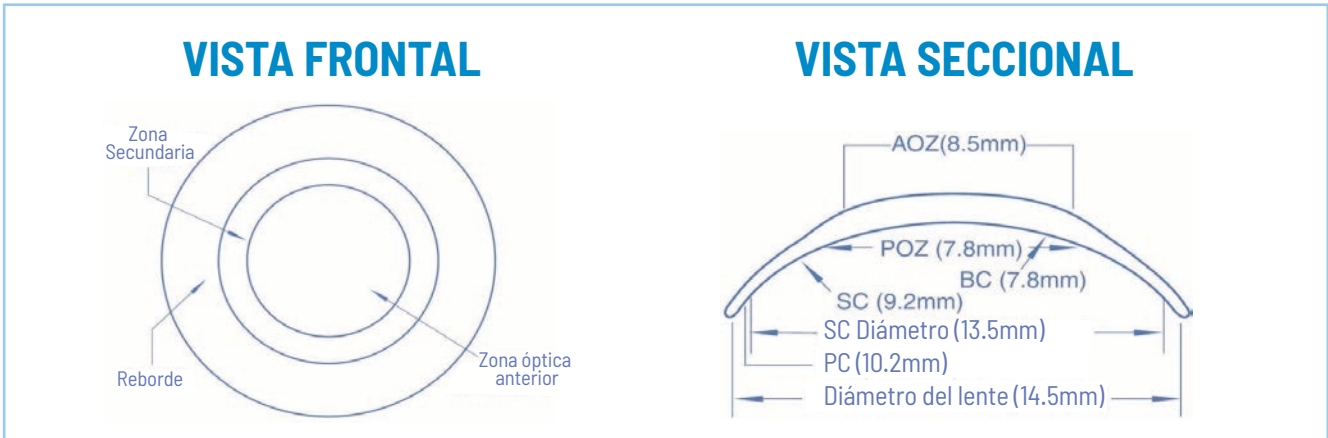 VISTA FRONTAL
Zona
Secundaria
Reborde
Zona óptica
anterior
VISTA SECCIONAL
AOZ(8.5mm)
POZ (7.8mm)
BC (7.8mm)
SC (9.2mm)
SC Diámetro (13.5mm)
PC (10.2mm)
Diámetro del lente (14.5mm)